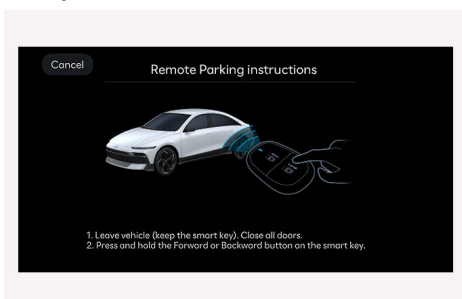 Cancel
Remote Parking instructions
1. Leave vehicle (keep the smart key). Close all doors.
2. Press and hold the Forward or Backward button on the smart key.